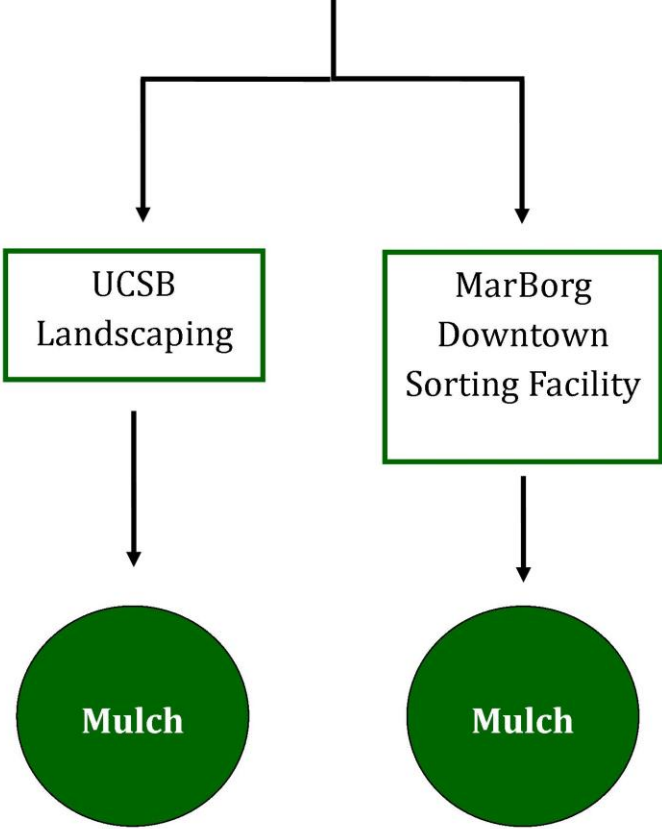 UCSB
Landscaping
MarBorg
Downtown
Sorting Facility
Mulch
Mulch